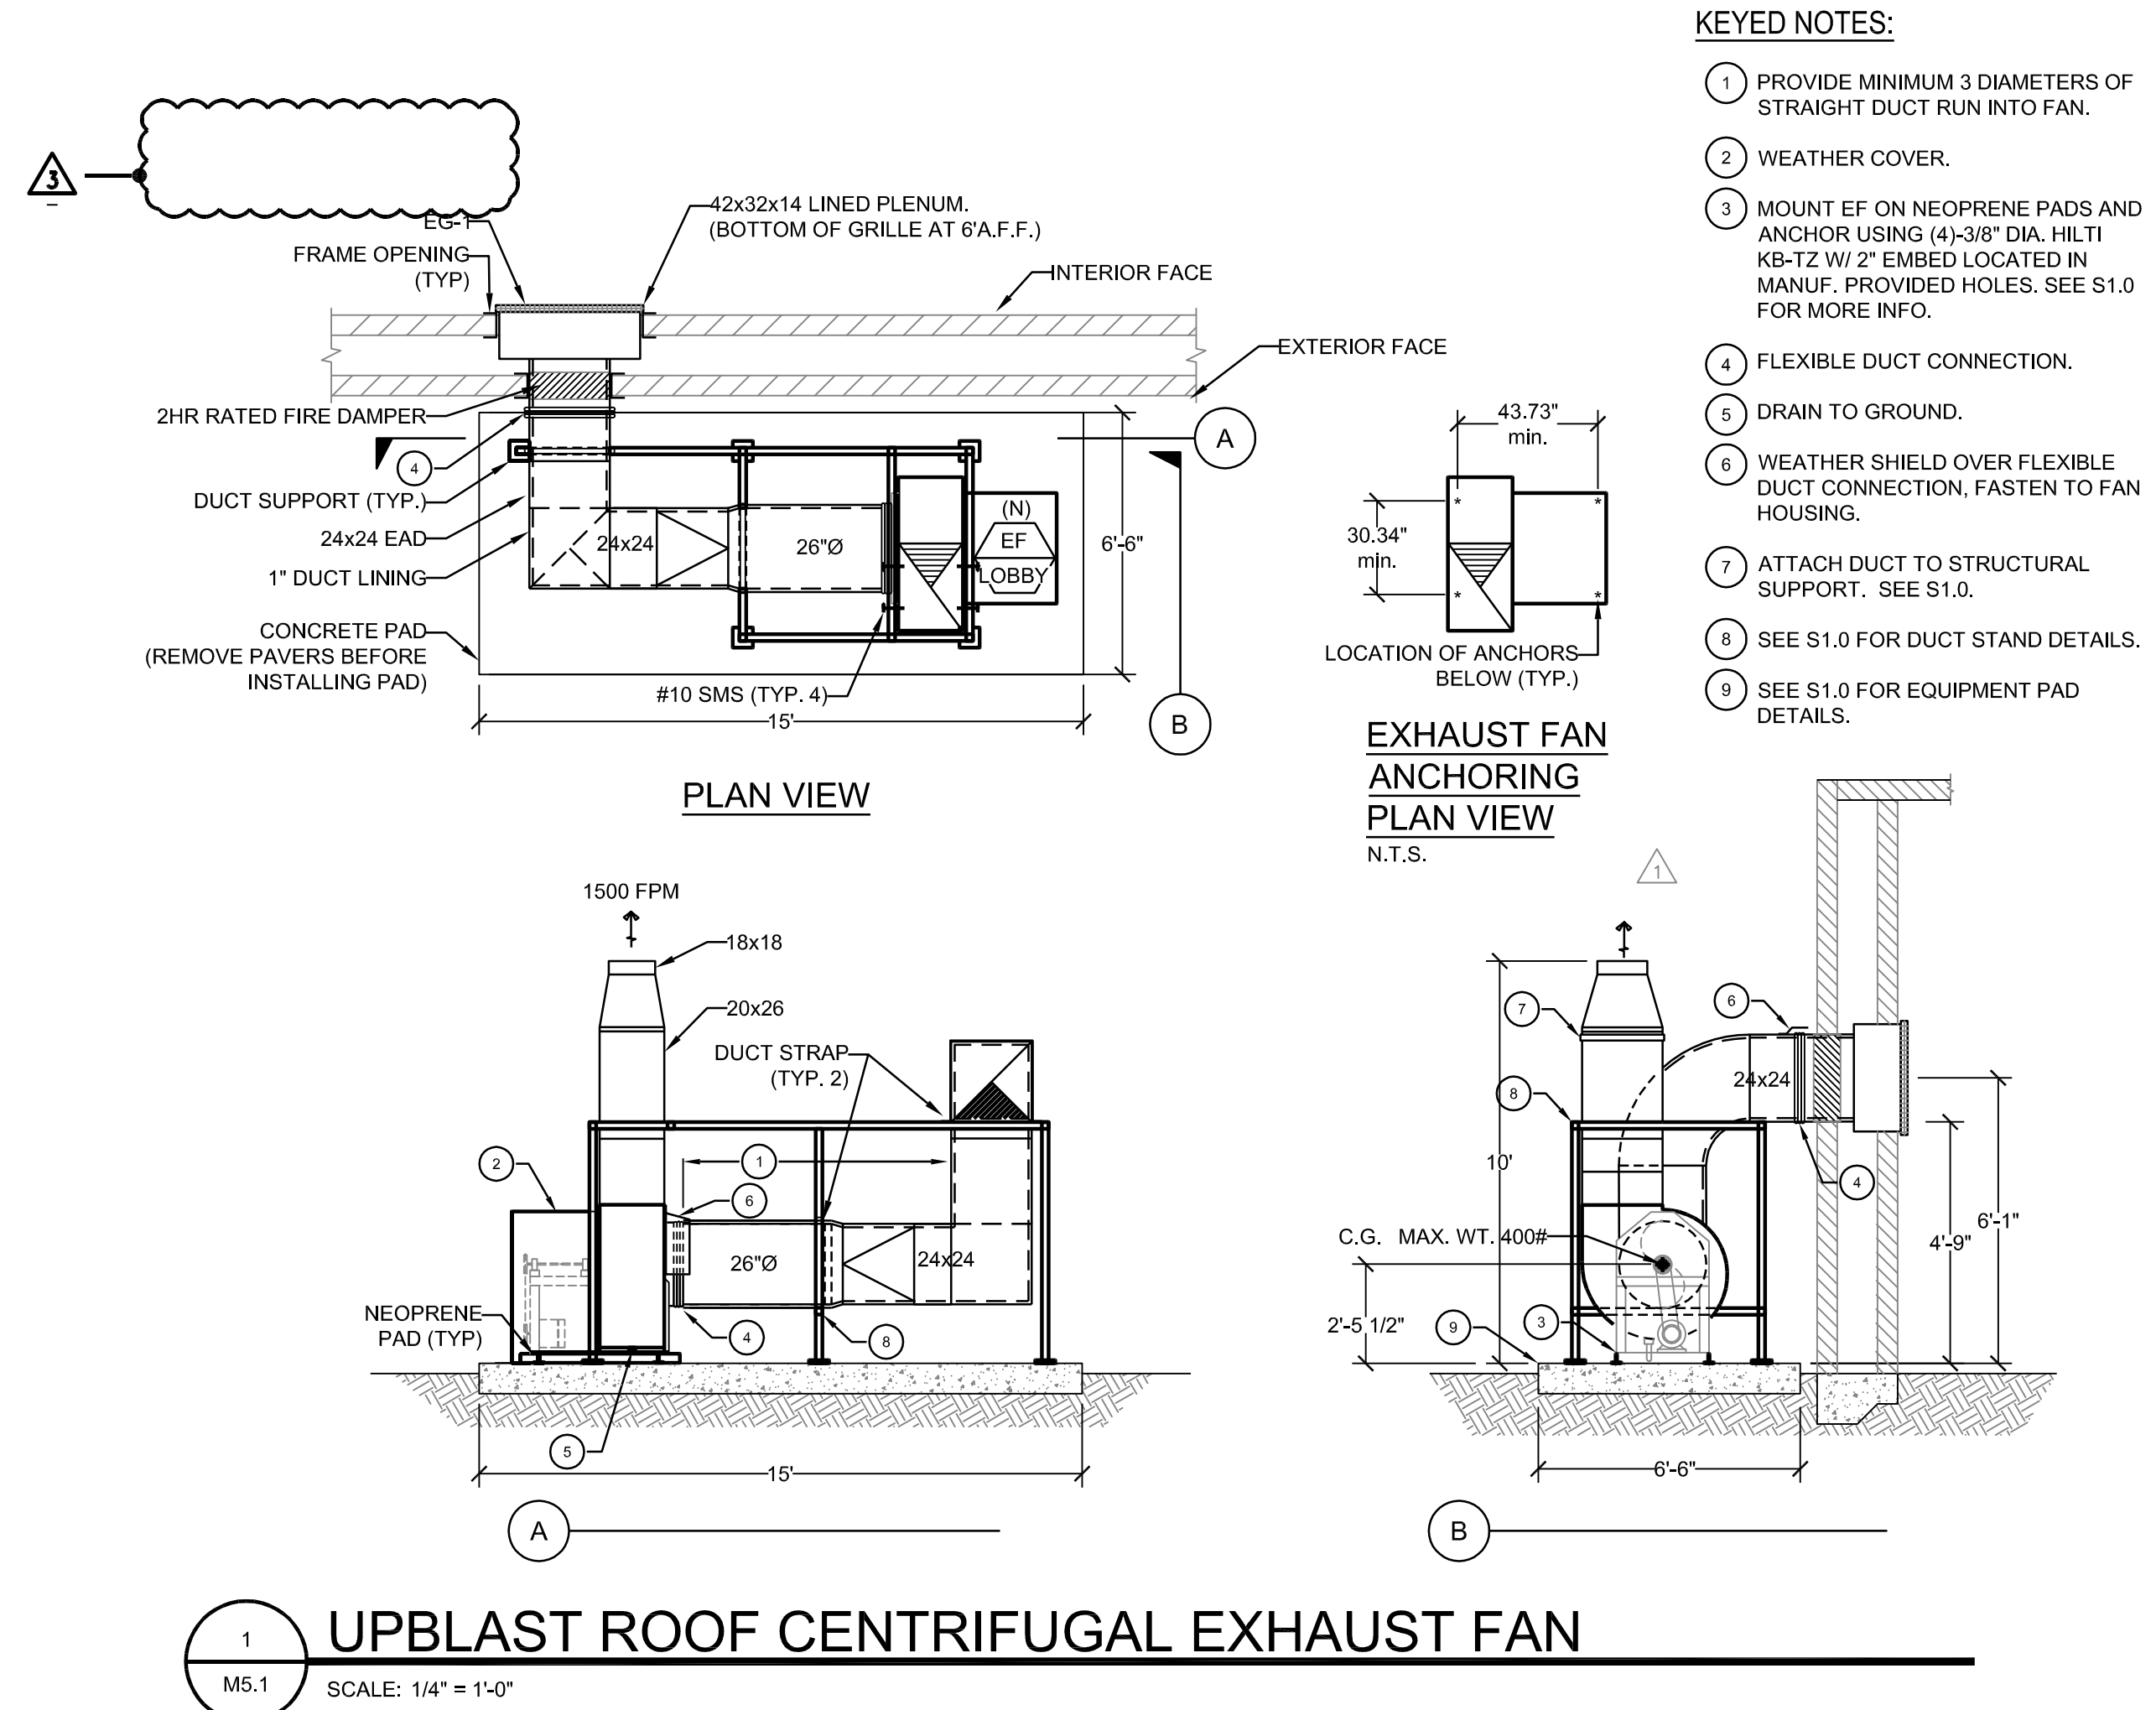 KEYED NOTES:
1 PROVIDE MINIMUM 3 DIAMETERS OF
STRAIGHT DUCT RUN INTO FAN.
2 WEATHER COVER.
3 MOUNT EF ON NEOPRENE PADS AND
ANCHOR USING (4)-3/8" DIA. HILTI
KB-TZ W/ 2" EMBED LOCATED IN
MANUF. PROVIDED HOLES. SEE S1.0
FOR MORE INFO.
4 FLEXIBLE DUCT CONNECTION.
5 DRAIN TO GROUND.
6 WEATHER SHIELD OVER FLEXIBLE
DUCT CONNECTION, FASTEN TO FAN
HOUSING.
7 ATTACH DUCT TO STRUCTURAL
SUPPORT. SEE S1.0.
8 SEE S1.0 FOR DUCT STAND DETAILS.
9 SEE S1.0 FOR EQUIPMENT PAD
DETAILS.
3
EG-1
42x32x14 LINED PLENUM.
(BOTTOM OF GRILLE AT 6'A.F.F.)
FRAME OPENING
(TYP)
INTERIOR FACE
EXTERIOR FACE
2HR RATED FIRE DAMPER
4
A
DUCT SUPPORT (TYP.)
24x24 EAD
1" DUCT LINING
24x24
26"Ø
(N)
EF
LOBBY
6'-6"
CONCRETE PAD
(REMOVE PAVERS BEFORE
INSTALLING PAD)
#10 SMS (TYP. 4)
15'
B
PLAN VIEW
43.73"
min.
30.34"
min.
* * * *
LOCATION OF ANCHORS
BELOW (TYP.)
EXHAUST FAN
ANCHORING
PLAN VIEW
N.T.S.
1
1500 FPM
18x18
20x26
DUCT STRAP
(TYP. 2)
2
1
6
26"Ø
24x24
NEOPRENE
PAD (TYP)
4
8
5
15'
A
7
6
24x24
8
10'
4
6'-1"
4'-9"
C.G. MAX. WT. 400#
2'-5 1/2"
9
3
6'-6"
B
1
M5.1
UPBLAST ROOF CENTRIFUGAL EXHAUST FAN
SCALE: 1/4" = 1'-0"